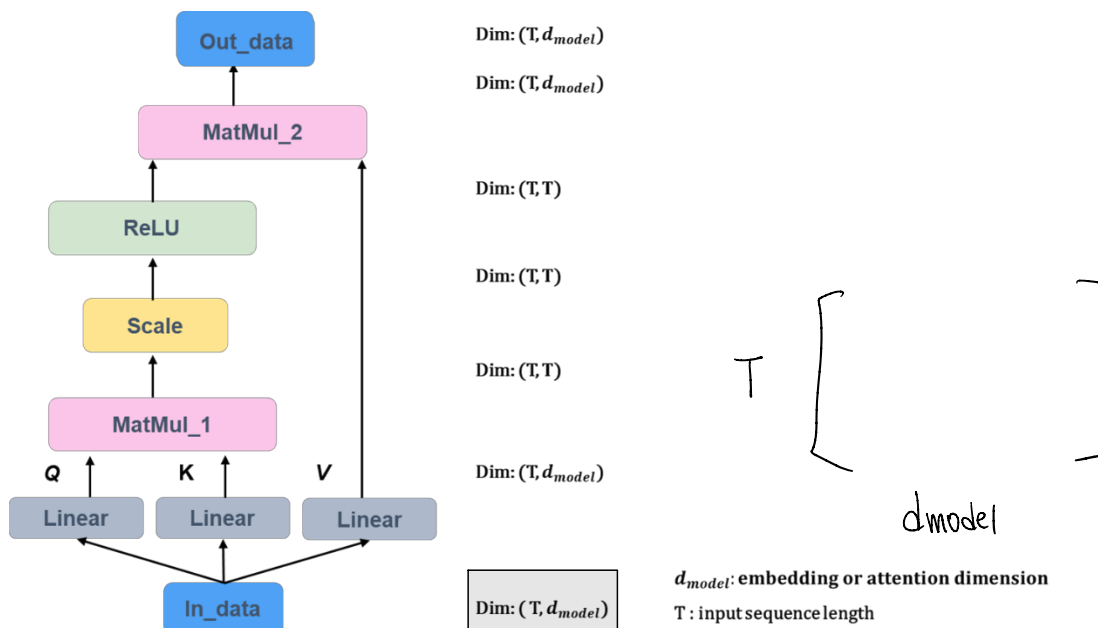 Out_data
Dim: (T, d_model)
Dim: (T, d_model)
MatMul_2
Dim: (T, T)
ReLU
Dim: (T, T)
Scale
Dim: (T, T)
MatMul_1
Q K V
Dim: (T, d_model)
Linear Linear Linear
In_data
Dim: (T, d_model)
T
dmodel
d_model: embedding or attention dimension
T : input sequence length